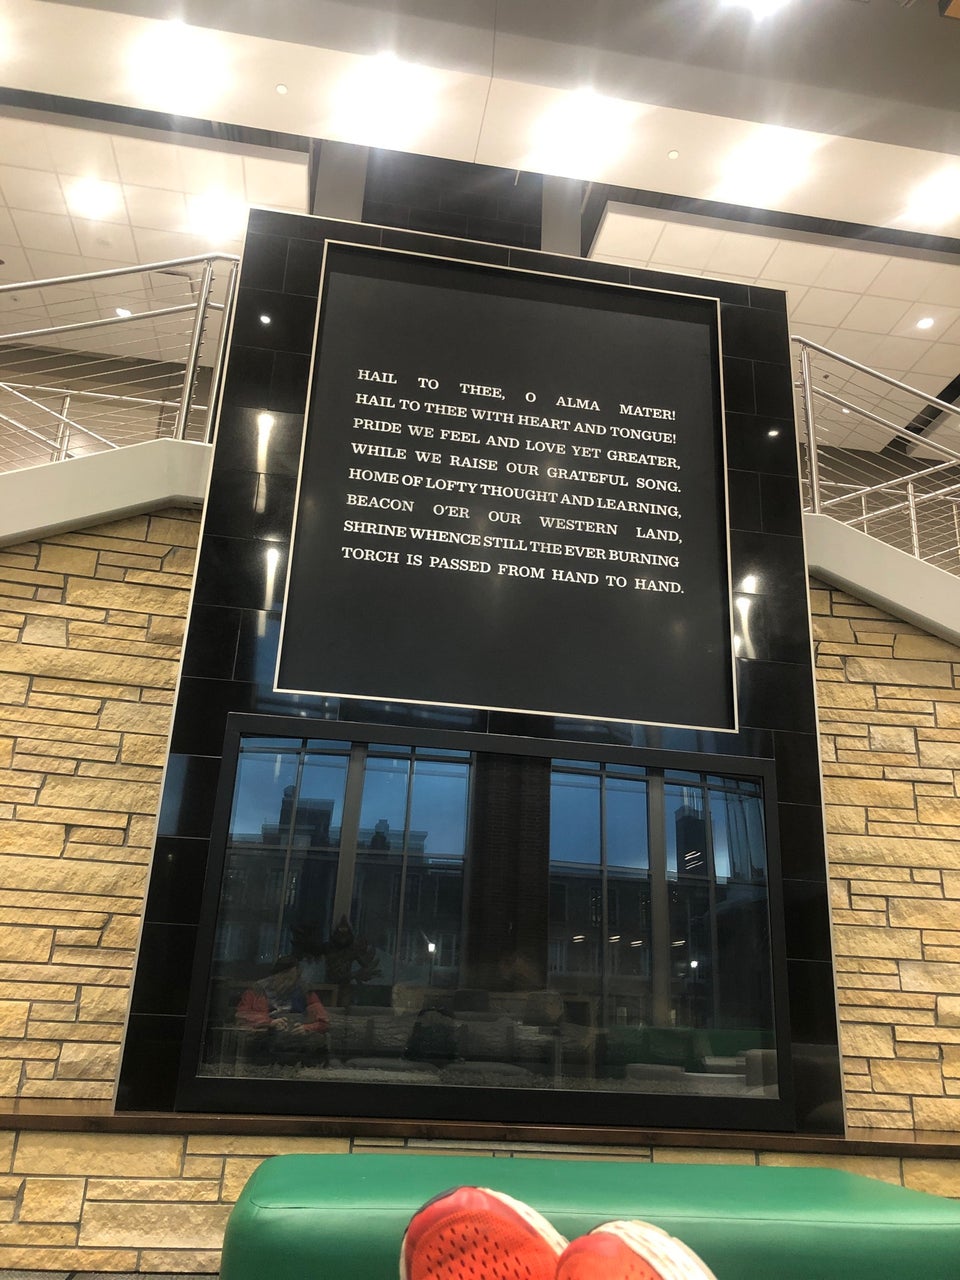 HAIL TO THEE, O ALMA MATER!
HAIL TO THEE WITH HEART AND TONGUE!
PRIDE WE FEEL AND LOVE YET GREATER,
WHILE WE RAISE OUR GRATEFUL SONG.
HOME OF LOFTY THOUGHT AND LEARNING,
BEACON O'ER OUR WESTERN LAND,
SHRINE WHENCE STILL THE EVER BURNING
TORCH IS PASSED FROM HAND TO HAND.